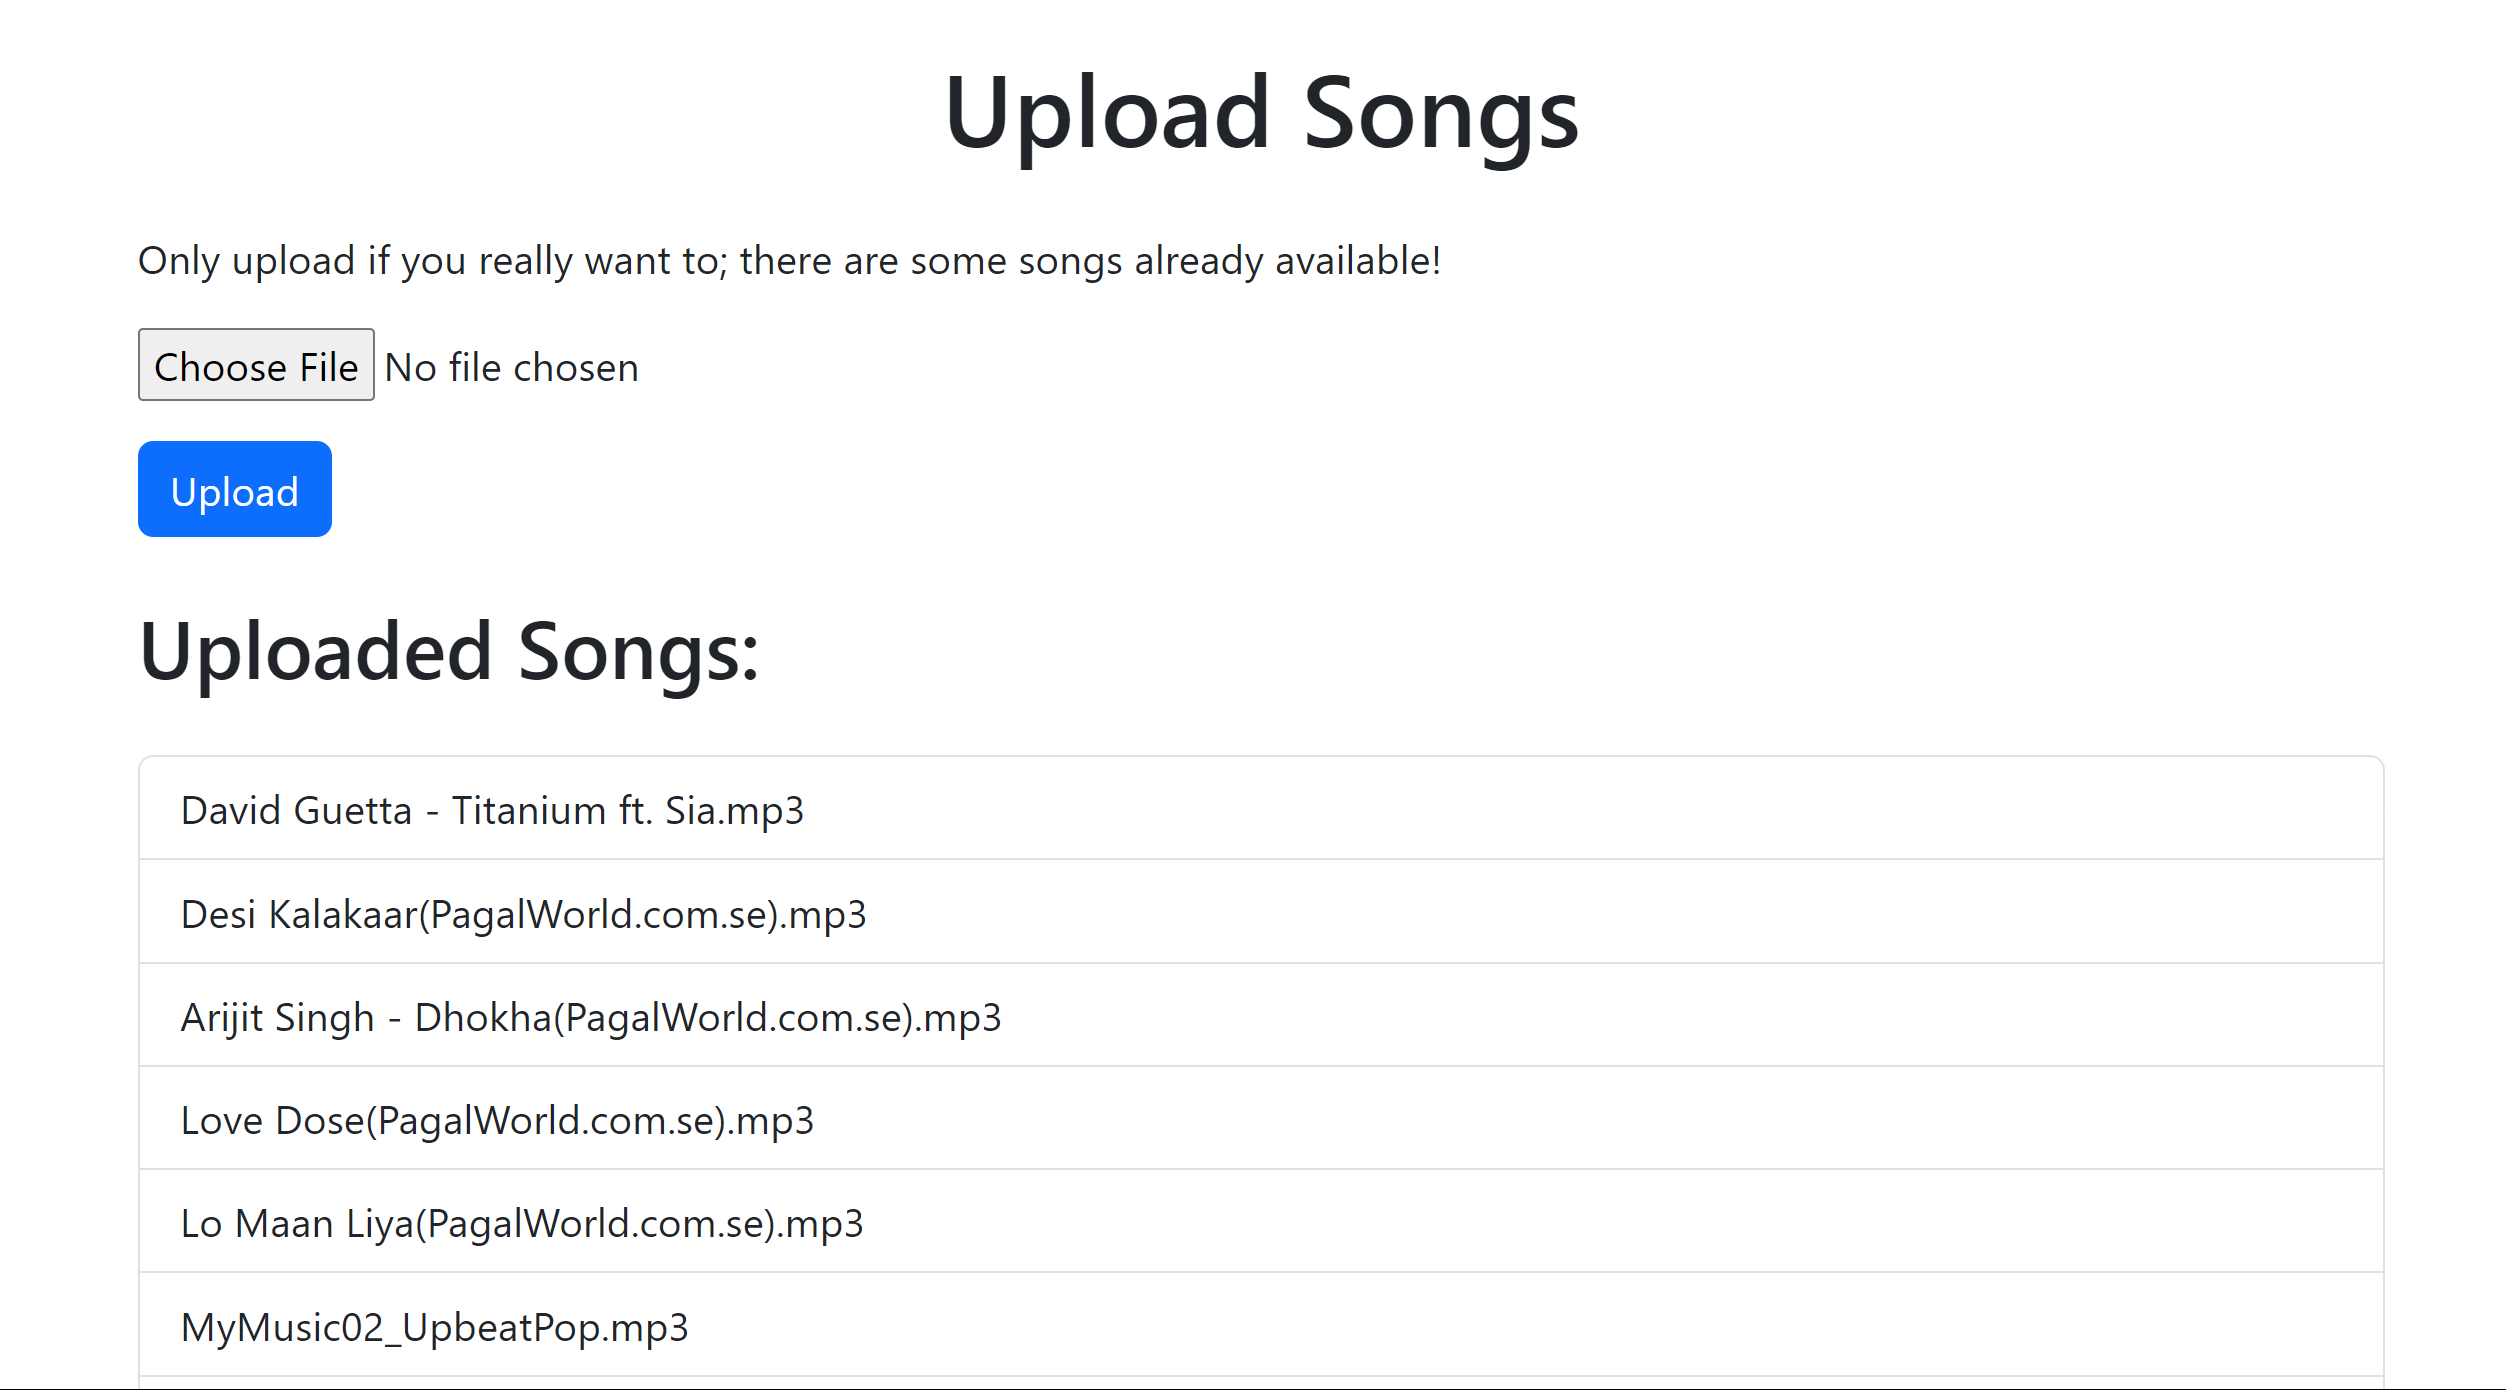 Upload Songs
Only upload if you really want to; there are some songs already available!
Choose File No file chosen
Upload
Uploaded Songs:
David Guetta - Titanium ft. Sia.mp3
Desi Kalakaar(PagalWorld.com.se).mp3
Arijit Singh - Dhokha(PagalWorld.com.se).mp3
Love Dose(PagalWorld.com.se).mp3
Lo Maan Liya(PagalWorld.com.se).mp3
MyMusic02_UpbeatPop.mp3